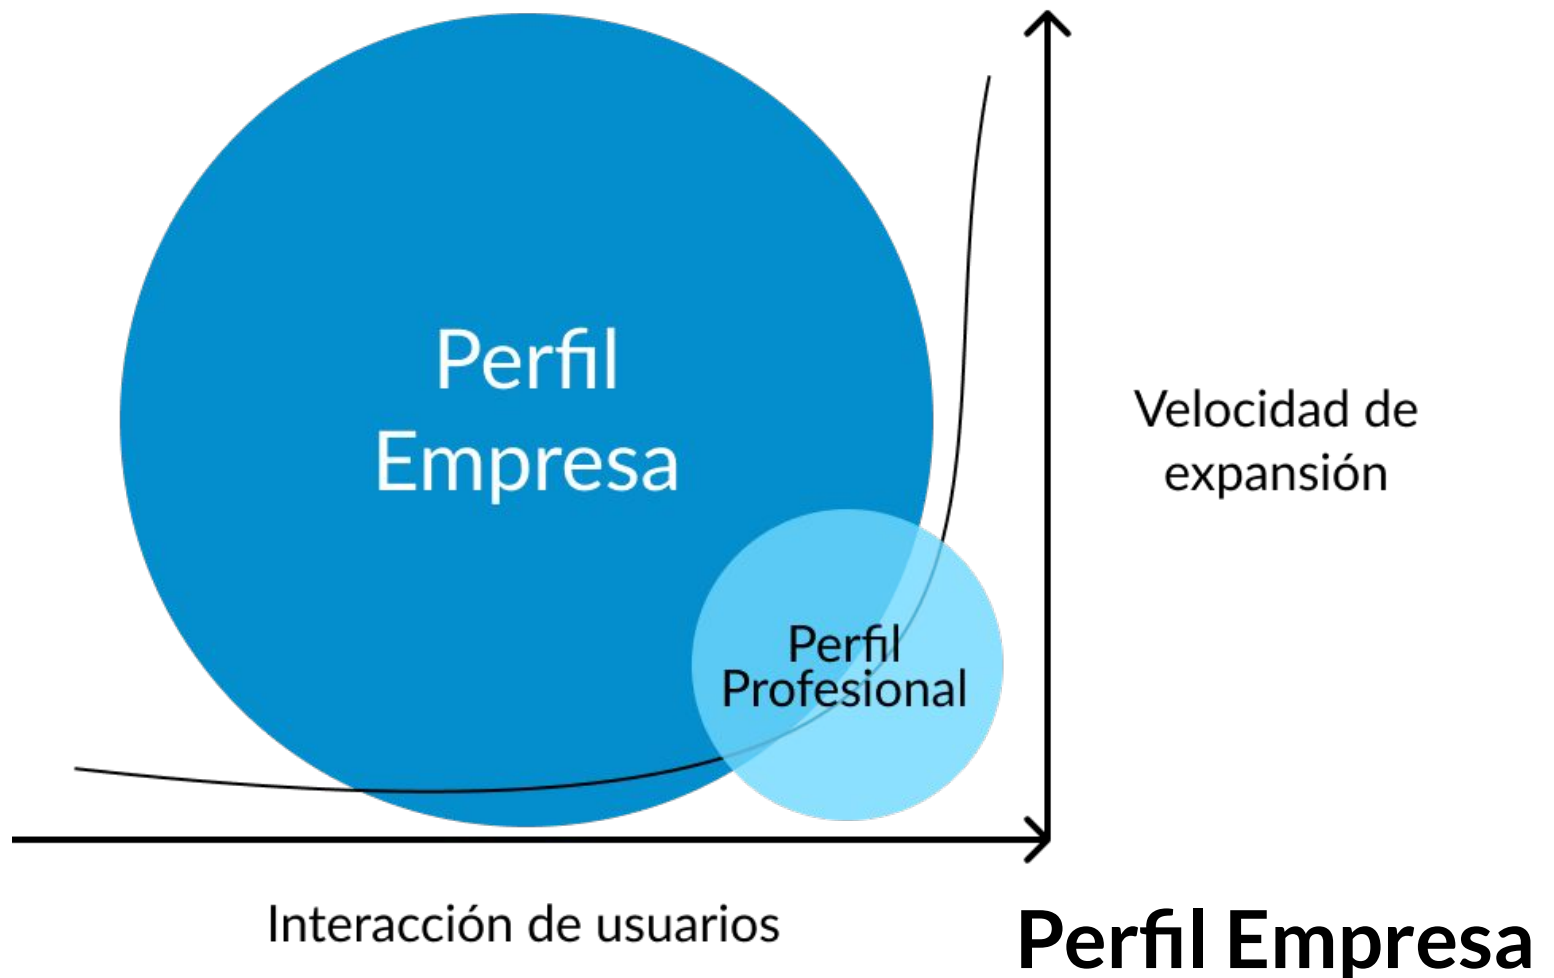 Perfil
Empresa
Velocidad de
expansión
Perfil
Profesional
Interacción de usuarios
Perfil Empresa